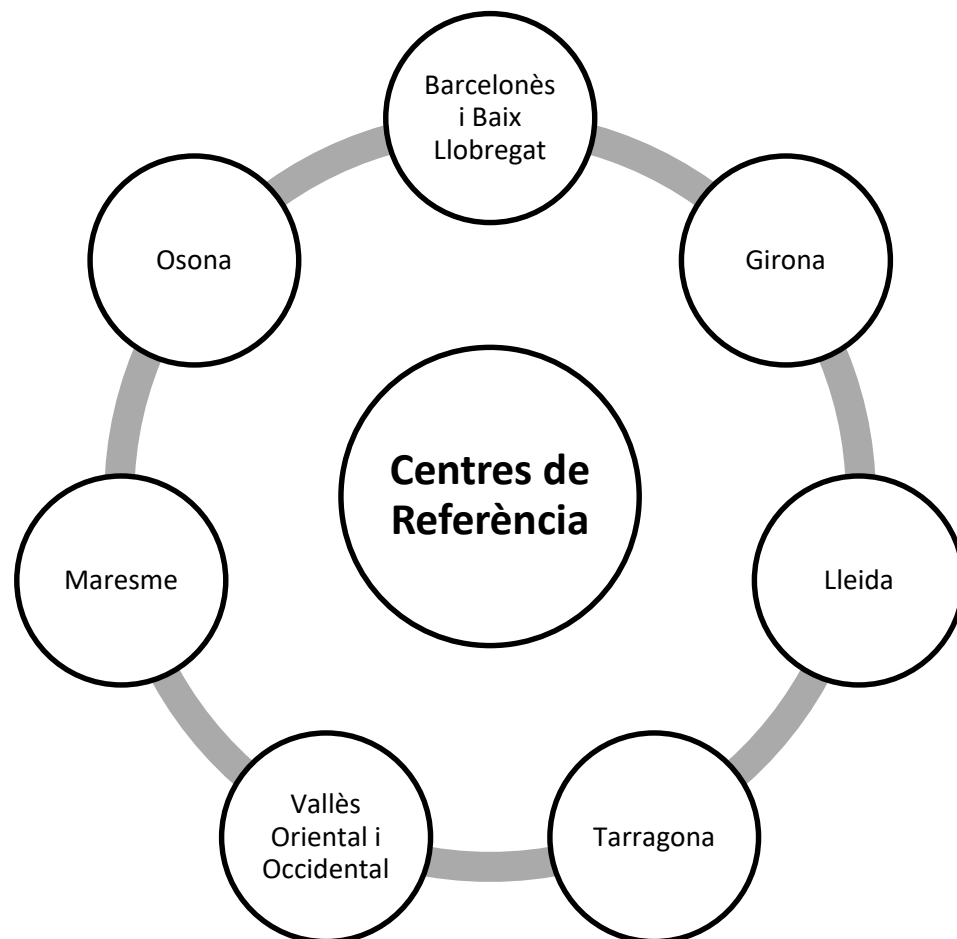 Barcelonès
i Baix
Llobregat
Osona
Girona
Centres de
Referència
Maresme
Lleida
Vallès
Oriental i
Occidental
Tarragona